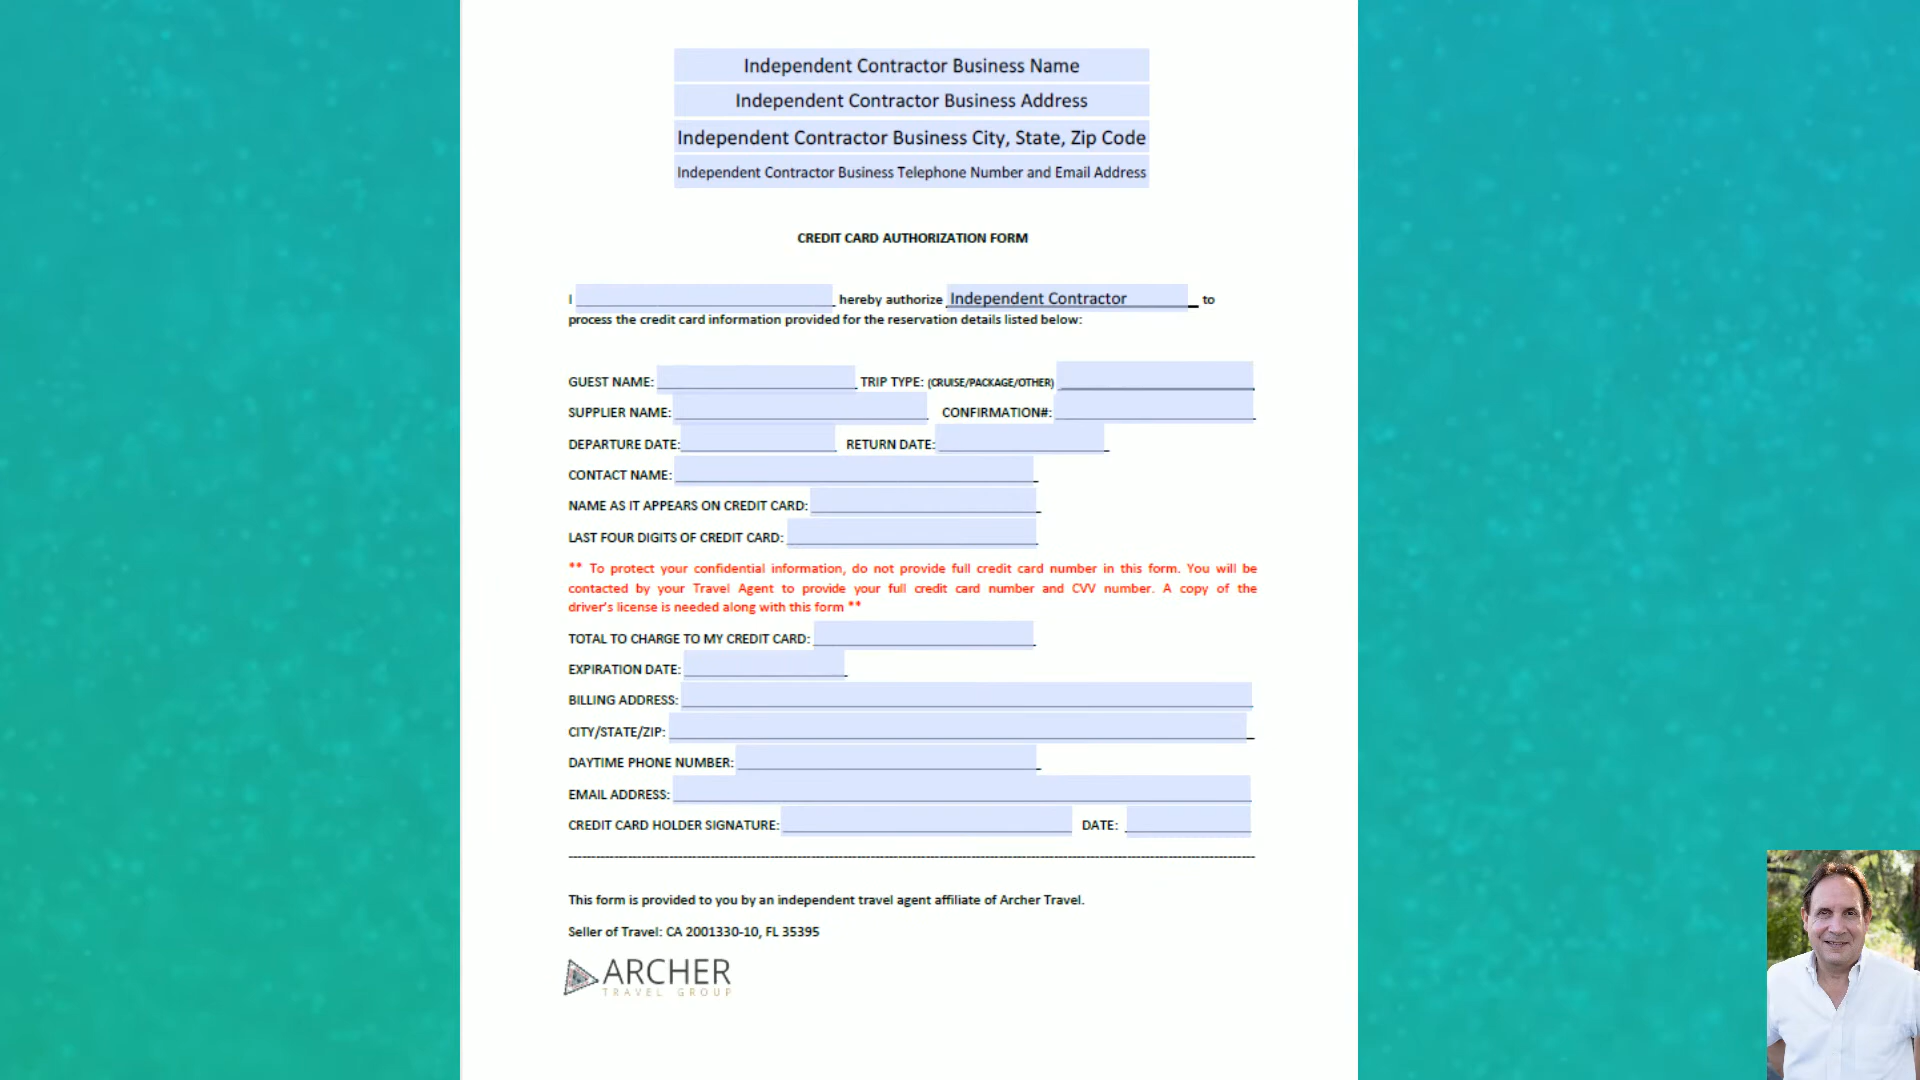 Independent Contractor Business Name
Independent Contractor Business Address
Independent Contractor Business City, State, Zip Code
Independent Contractor Business Telephone Number and Email Address
CREDIT CARD AUTHORIZATION FORM
I hereby authorize Independent Contractor to
process the credit card information provided for the reservation details listed below:
GUEST NAME: TRIP TYPE: (CRUISE/PACKAGE/OTHER)
SUPPLIER NAME: CONFIRMATION#:
DEPARTURE DATE: RETURN DATE:
CONTACT NAME:
NAME AS IT APPEARS ON CREDIT CARD:
LAST FOUR DIGITS OF CREDIT CARD:
** To protect your confidential information, do not provide full credit card number in this form. You will be
contacted by your Travel Agent to provide your full credit card number and CVV number. A copy of the
driver's license is needed along with this form **
TOTAL TO CHARGE TO MY CREDIT CARD:
EXPIRATION DATE:
BILLING ADDRESS:
CITY/STATE/ZIP:
DAYTIME PHONE NUMBER:
EMAIL ADDRESS:
CREDIT CARD HOLDER SIGNATURE: DATE:
This form is provided to you by an independent travel agent affiliate of Archer Travel.
Seller of Travel: CA 2001330-10, FL 35395
ARCHER
TRAVEL GROUP